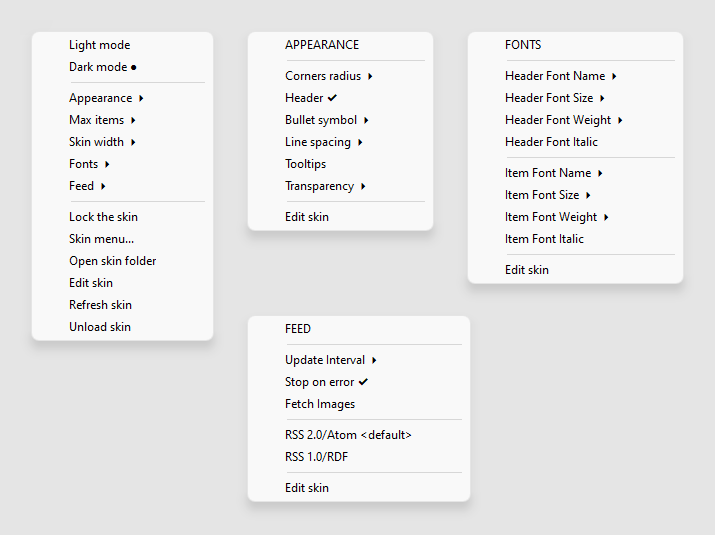 Light mode
Dark mode ●
Appearance
Max items
Skin width
Fonts
Feed
Lock the skin
Skin menu...
Open skin folder
Edit skin
Refresh skin
Unload skin
APPEARANCE
Corners radius
Header ✓
Bullet symbol
Line spacing
Tooltips
Transparency
Edit skin
FONTS
Header Font Name
Header Font Size
Header Font Weight
Header Font Italic
Item Font Name
Item Font Size
Item Font Weight
Item Font Italic
Edit skin
FEED
Update Interval
Stop on error ✓
Fetch Images
RSS 2.0/Atom <default>
RSS 1.0/RDF
Edit skin